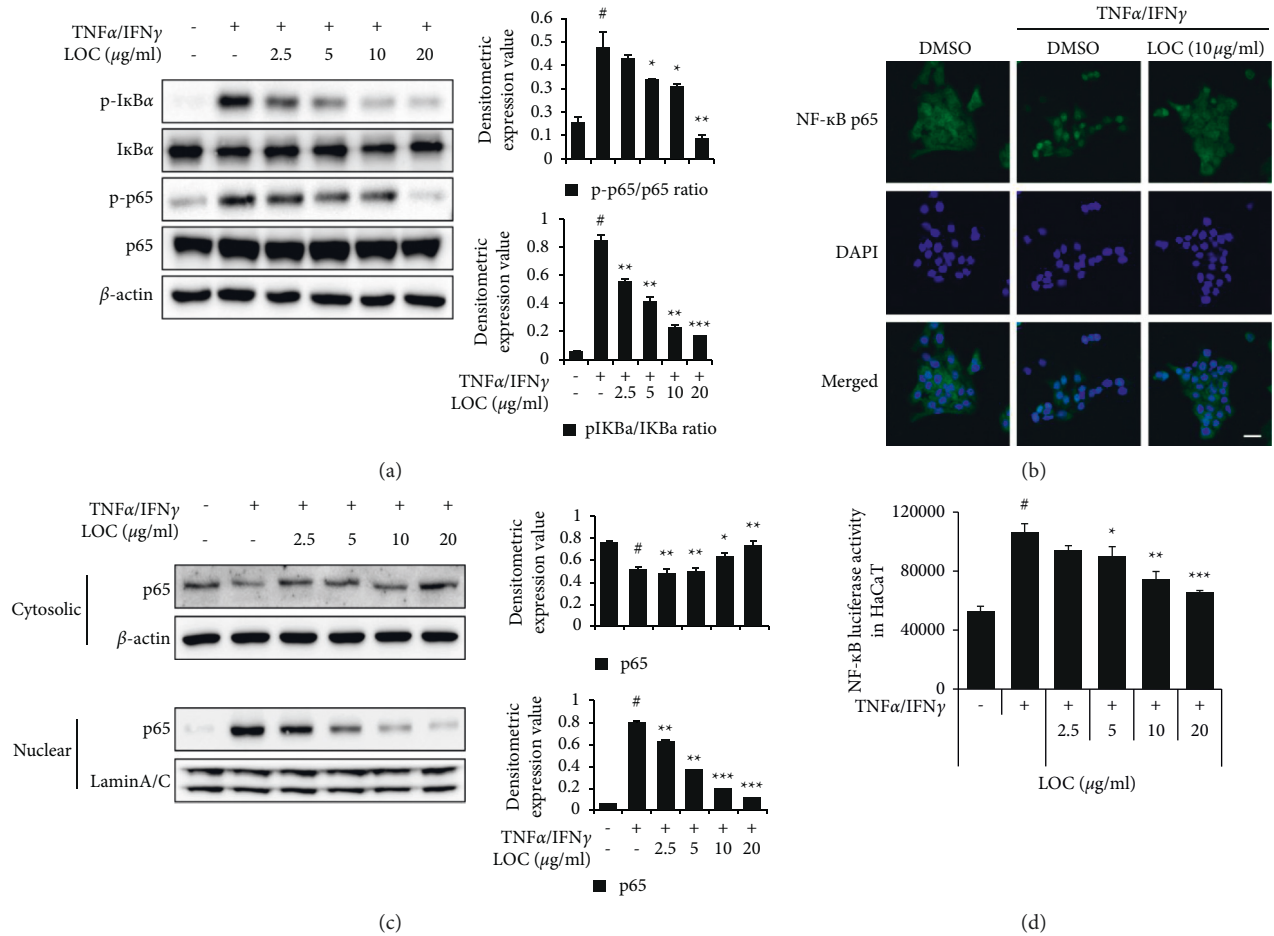 TNFα/IFNγ - + + + + +
LOC (μg/ml) - - 2.5 5 10 20
p-IκBα
IκBα
p-p65
p65
β-actin
Densitometric
expression value
0.6
0.5
0.4
0.3
0.1
0
#
*
*
**
p-p65/p65 ratio
Densitometric
expression value
1
0.8
0.6
0.4
0.2
0
#
**
**
**
***
TNFα/IFNγ - + + + + +
LOC (μg/ml) - - 2.5 5 10 20
pIKBa/IKBa ratio
(a)
TNFα/IFNγ
DMSO DMSO LOC (10μg/ml)
NF-κB p65
DAPI
Merged
(b)
TNFα/IFNγ - + + + + +
LOC (μg/ml) - - 2.5 5 10 20
Cytosolic
p65
β-actin
Nuclear
p65
LaminA/C
Densitometric
expression value
1
0.8
0.6
0.4
0.2
0
#
**
**
*
**
p65
Densitometric
expression value
1
0.8
0.6
0.4
0.2
0
#
**
**
***
***
TNFα/IFNγ - + + + + +
LOC (μg/ml) - - 2.5 5 10 20
p65
(c)
NF-κB luciferase activity
in HaCaT
120000
80000
40000
0
#
*
**
***
TNFα/IFNγ - + + + + +
2.5 5 10 20
LOC (μg/ml)
(d)